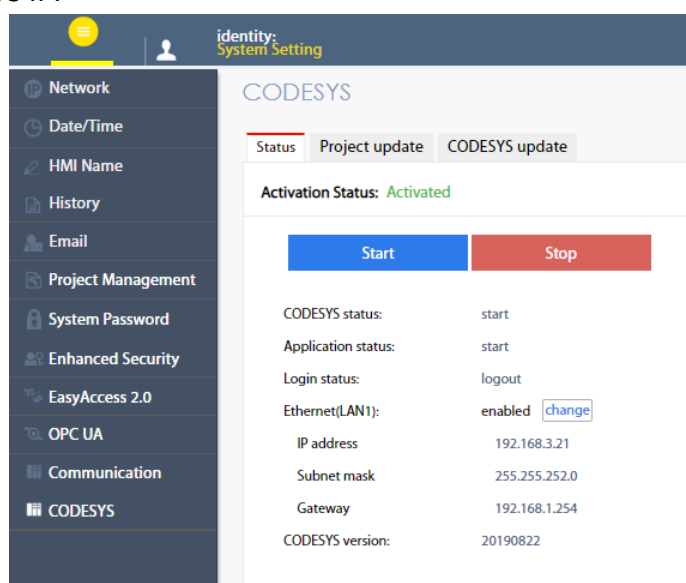 identity:
System Setting
Network
Date/Time
HMI Name
History
Email
Project Management
System Password
Enhanced Security
EasyAccess 2.0
OPC UA
Communication
CODESYS
CODESYS
Status Project update CODESYS update
Activation Status: Activated
Start Stop
CODESYS status: start
Application status: start
Login status: logout
Ethernet(LAN1): enabled change
IP address 192.168.3.21
Subnet mask 255.255.252.0
Gateway 192.168.1.254
CODESYS version: 20190822